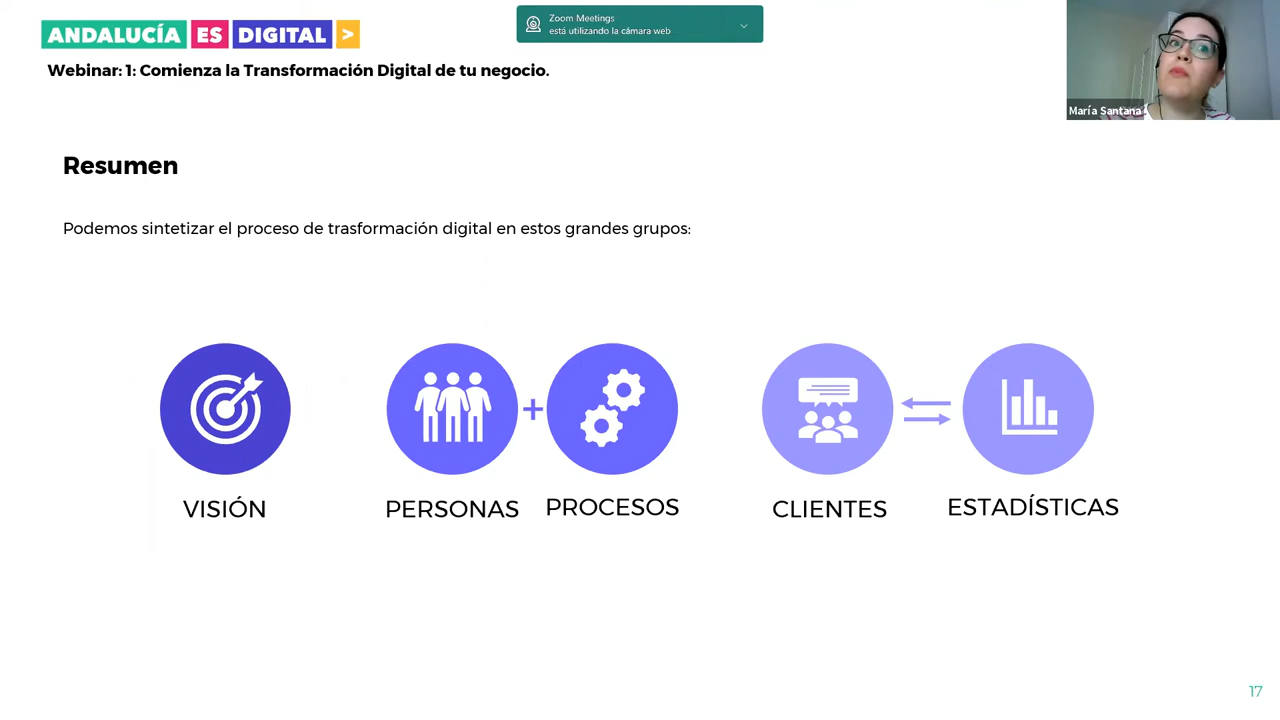 ANDALUCÍA ES DIGITAL >
Zoom Meetings
está utilizando la cámara web
Webinar: 1: Comienza la Transformación Digital de tu negocio.
María Santana
Resumen
Podemos sintetizar el proceso de trasformación digital en estos grandes grupos:
VISIÓN
PERSONAS
PROCESOS
CLIENTES
ESTADÍSTICAS
17